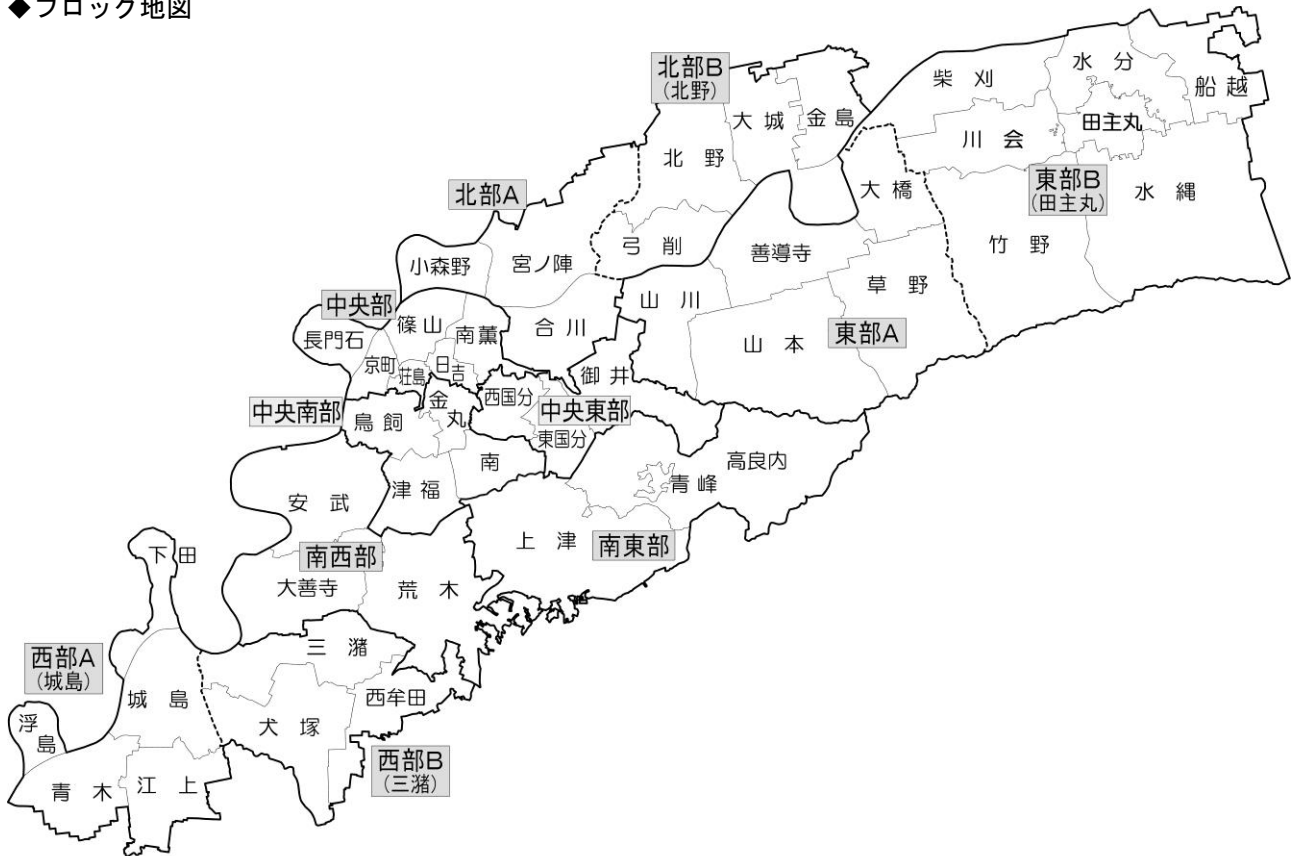 ◆ブロック地図
北部B
(北野)
柴刈
水分
船越
大城
金島
田主丸
川会
北野
東部B
(田主丸)
大橋
水縄
北部A
弓削
善導寺
竹野
小森野
宮ノ陣
草野
山川
中央部
篠山
南薫
合川
長門石
山本
東部A
京町
荘島
日吉
御井
西国分
中央南部
鳥飼
金丸
中央東部
東国分
南
高良内
津福
青峰
安武
上津
南東部
下田
南西部
大善寺
荒木
三潴
西部A
(城島)
城島
西牟田
浮島
犬塚
西部B
(三潴)
青木
江上